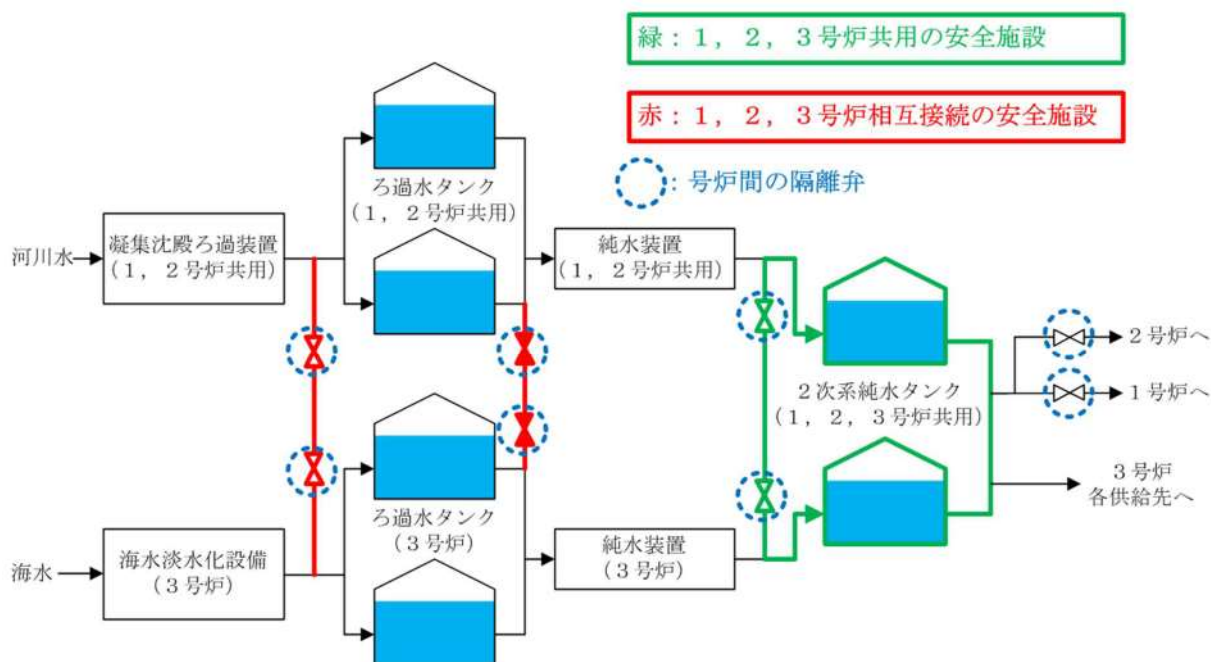 緑：１，２，３号炉共用の安全施設
赤：１，２，３号炉相互接続の安全施設
：号炉間の隔離弁
ろ過水タンク
（１，２号炉共用）
河川水
凝集沈殿ろ過装置
（１，２号炉共用）
純水装置
（１，２号炉共用）
２次系純水タンク
（１，２，３号炉共用）
２号炉へ
１号炉へ
３号炉
各供給先へ
ろ過水タンク
（３号炉）
海水
海水淡水化設備
（３号炉）
純水装置
（３号炉）